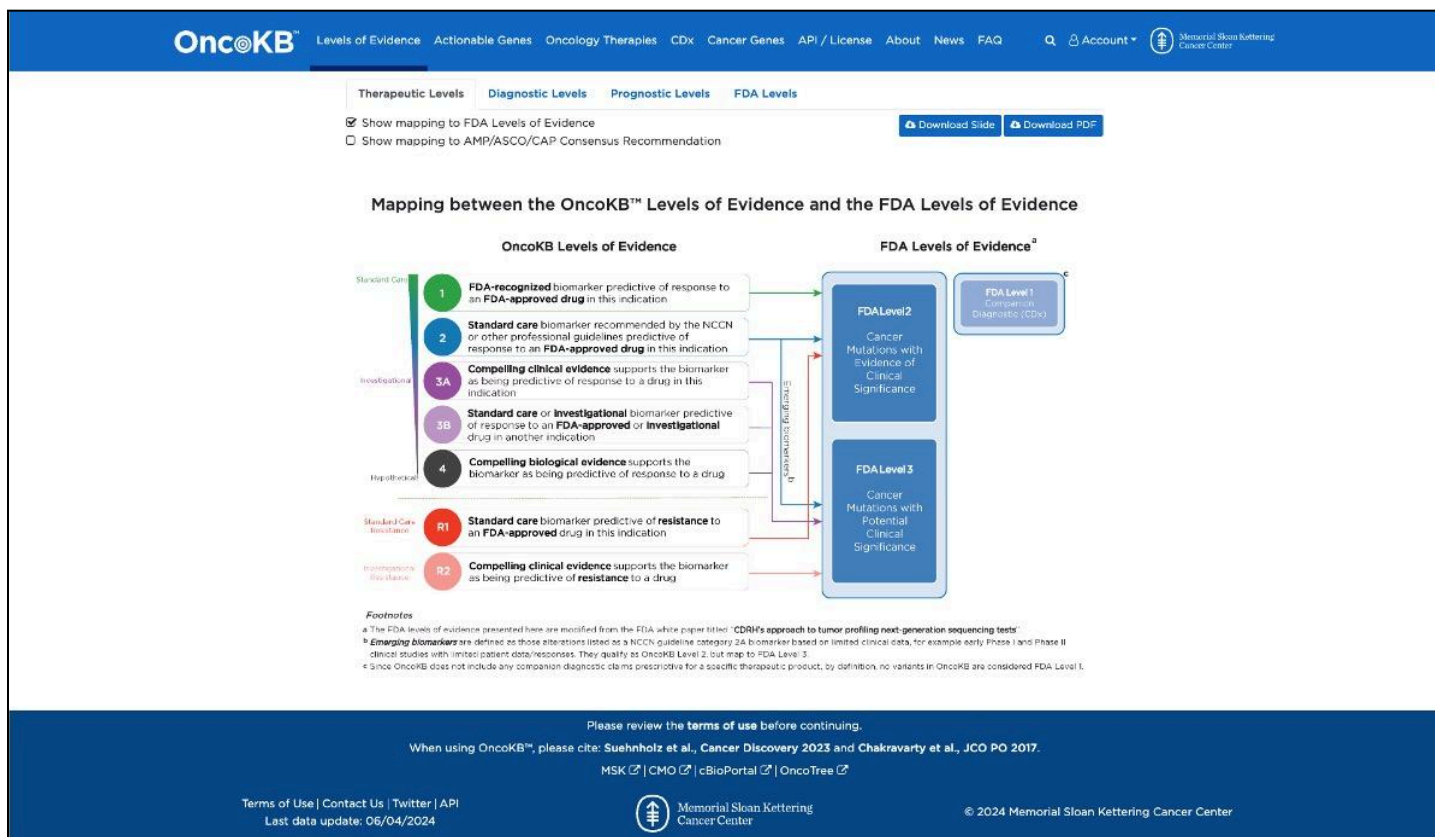 OncoKB™
Levels of Evidence Actionable Genes Oncology Therapies CDx Cancer Genes API / License About News FAQ
Account
Memorial Sloan Kettering
Cancer Center
Therapeutic Levels Diagnostic Levels Prognostic Levels FDA Levels
Show mapping to FDA Levels of Evidence
Show mapping to AMP/ASCO/CAP Consensus Recommendation
Download Slide Download PDF
Mapping between the OncoKB™ Levels of Evidence and the FDA Levels of Evidence
OncoKB Levels of Evidence
FDA Levels of Evidence a
Standard Care
1
FDA-recognized biomarker predictive of response to
an FDA-approved drug in this indication
2
Standard care biomarker recommended by the NCCN
or other professional guidelines predictive of
response to an FDA-approved drug in this indication
Investigational
3A
Compelling clinical evidence supports the biomarker
as being predictive of response to a drug in this
indication
3B
Standard care or investigational biomarker predictive
of response to an FDA-approved or investigational
drug in another indication
Hypothetical
4
Compelling biological evidence supports the
biomarker as being predictive of response to a drug
Standard Care
Resistance
R1
Standard care biomarker predictive of resistance to
an FDA-approved drug in this indication
Investigational
Resistance
R2
Compelling clinical evidence supports the biomarker
as being predictive of resistance to a drug
Emerging biomarkers b
FDA Level 2
Cancer
Mutations with
Evidence of
Clinical
Significance
FDA Level 3
Cancer
Mutations with
Potential
Clinical
Significance
c
FDA Level 1
Companion
Diagnostic (CDx)
Footnotes
a The FDA levels of evidence presented here are modified from the FDA white paper titled "CDRH's approach to tumor profiling next-generation sequencing tests"
b Emerging biomarkers are defined as those alterations listed as a NCCN guideline category 2A biomarker based on limited clinical data, for example early Phase I and Phase II
clinical studies with limited patient data/responses. They qualify as OncoKB Level 2, but map to FDA Level 3.
c Since OncoKB does not include any companion diagnostic claims prescriptive for a specific therapeutic product, by definition, no variants in OncoKB are considered FDA Level 1.
Please review the terms of use before continuing.
When using OncoKB™, please cite: Suehnholz et al., Cancer Discovery 2023 and Chakravarty et al., JCO PO 2017.
MSK | CMO | cBioPortal | OncoTree
Terms of Use | Contact Us | Twitter | API
Last data update: 06/04/2024
Memorial Sloan Kettering
Cancer Center
© 2024 Memorial Sloan Kettering Cancer Center